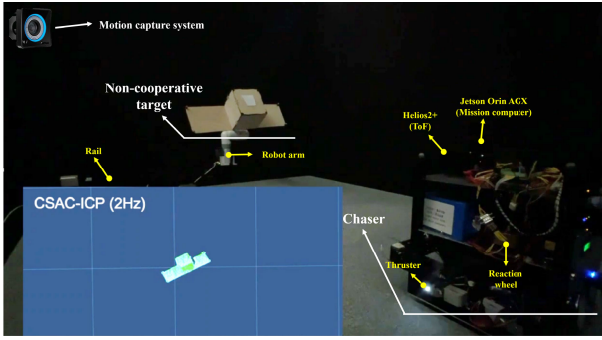 Motion capture system
Non-cooperative
target
Jetson Orin AGX
(Mission computer)
Helios2+
(ToF)
Rail
Robot arm
CSAC-ICP (2Hz)
Chaser
Thruster
Reaction
wheel